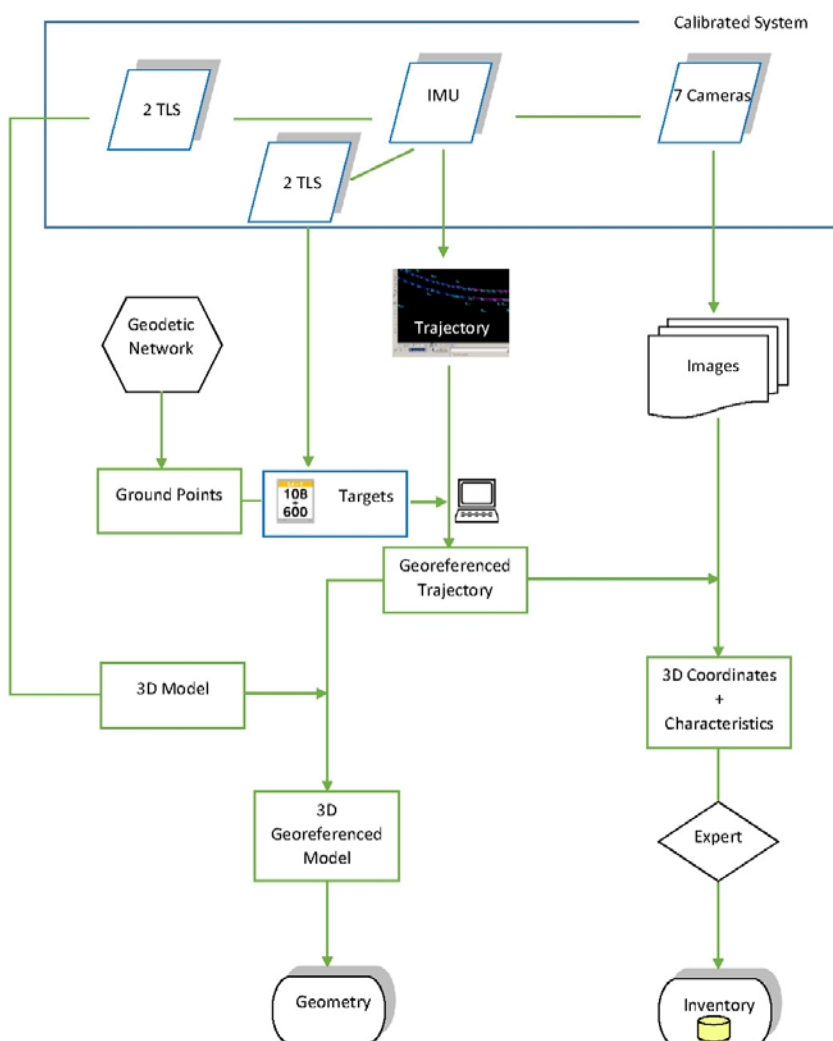 Calibrated System
2 TLS
IMU
7 Cameras
2 TLS
Geodetic
Network
Trajectory
Images
Ground Points
108
600
Targets
Georeferenced
Trajectory
3D Model
3D Coordinates
+
Characteristics
3D
Georeferenced
Model
Expert
Geometry
Inventory